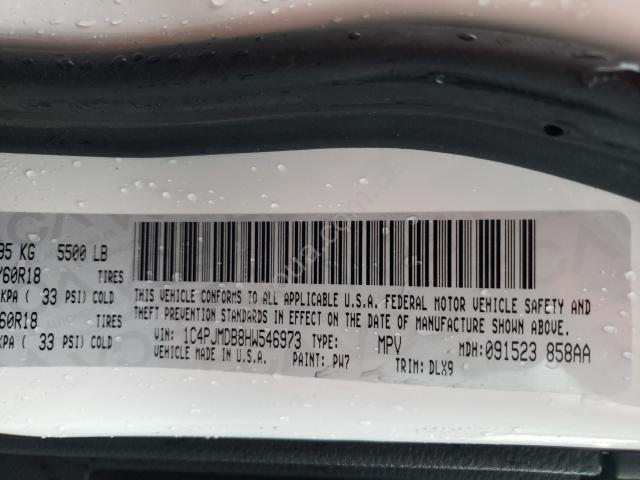 95 KG 5500 LB
60R18 TIRES
KPA ( 33 PSI) COLD
60R18 TIRES
KPA ( 33 PSI) COLD
THIS VEHICLE CONFORMS TO ALL APPLICABLE U.S.A. FEDERAL MOTOR VEHICLE SAFETY AND
THEFT PREVENTION STANDARDS IN EFFECT ON THE DATE OF MANUFACTURE SHOWN ABOVE.
VIN: 1C4PJMDB8HW546973 TYPE: MPV MDH: 091523 858AA
VEHICLE MADE IN U.S.A. PAINT: PW7 TRIM: DLX9